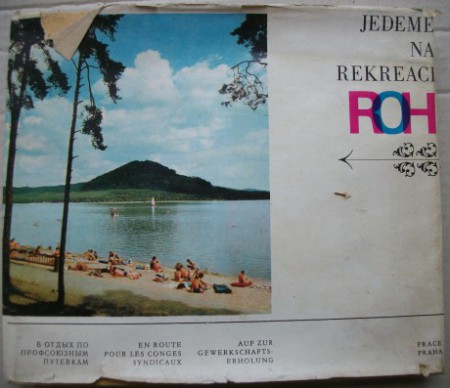 JEDEME
NA
REKREACI
ROH
В ОТДЫХ ПО
ПРОФСОЮЗНЫМ
ПУТЕВКАМ
EN ROUTE
POUR LES CONGES
SYNDICAUX
AUF ZUR
GEWERKSCHAFTS-
ERHOLUNG
PRACE
PRAHA